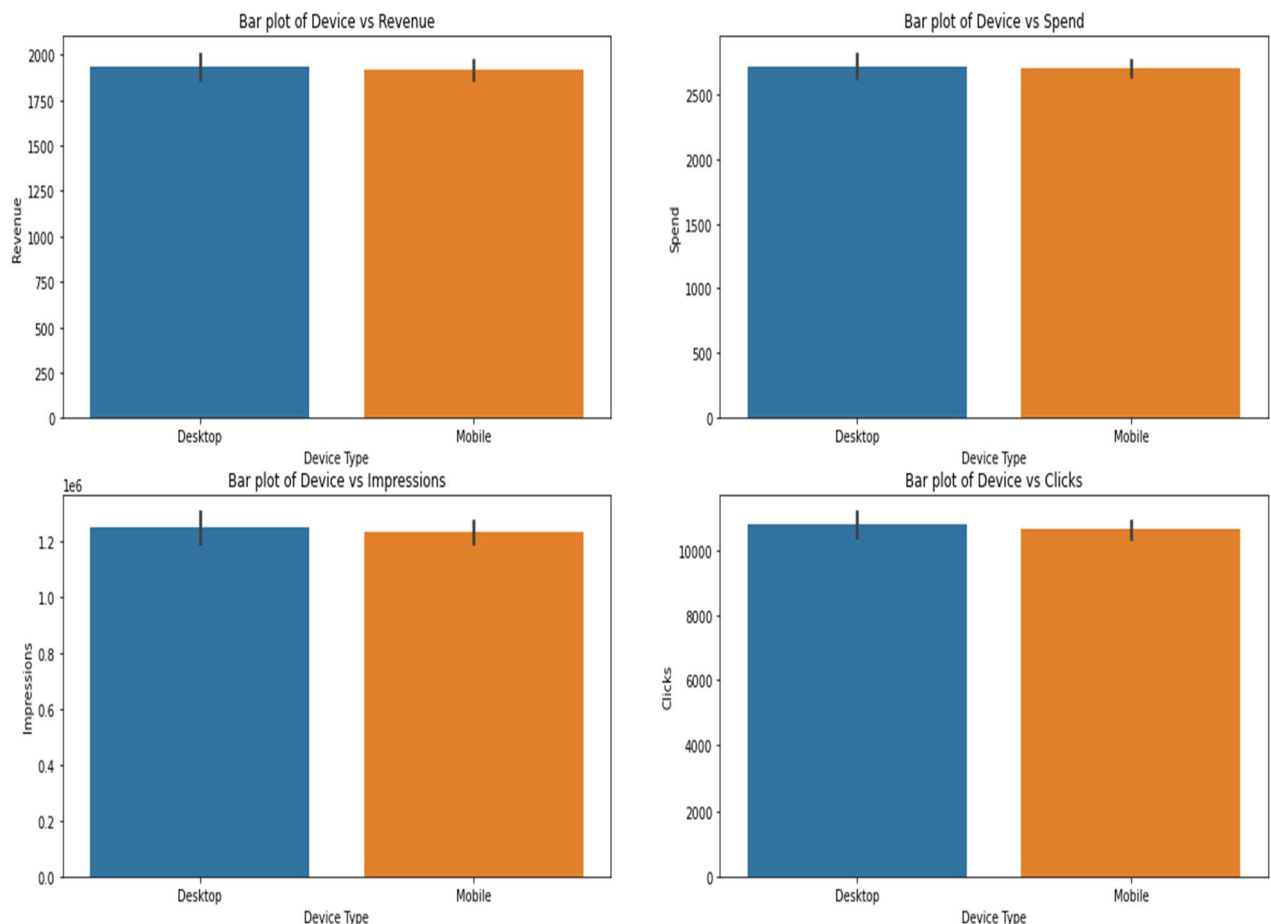 Bar plot of Device vs Revenue
2000
1750
1500
1250
1000
750
500
250
0
Revenue
Desktop
Mobile
Device Type
Bar plot of Device vs Spend
2500
2000
1500
1000
500
0
Spend
Desktop
Mobile
Device Type
Bar plot of Device vs Impressions
1e6
1.2
1.0
0.8
0.6
0.4
0.2
0.0
Impressions
Desktop
Mobile
Device Type
Bar plot of Device vs Clicks
10000
8000
6000
4000
2000
0
Clicks
Desktop
Mobile
Device Type